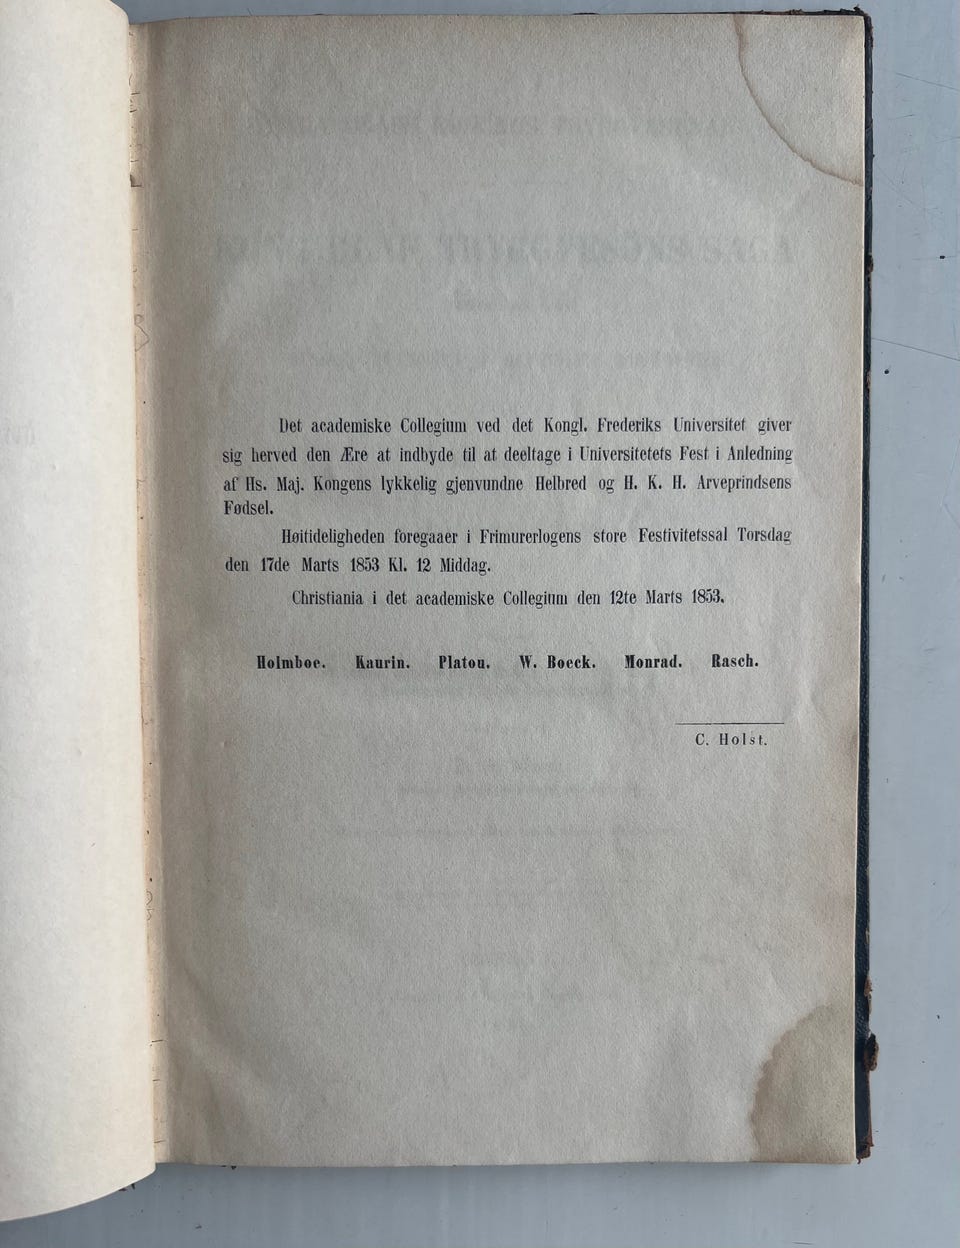 Det academiske Collegium ved det Kongl. Frederiks Universitet giver
sig herved den Ære at indbyde til at deeltage i Universitetets Fest i Anledning
af Hs. Maj. Kongens lykkelig gjenvundne Helbred og H. K. H. Arveprindsens
Fødsel.
Høitideligheden foregaaer i Frimurerlogens store Festivitetssal Torsdag
den 17de Marts 1853 Kl. 12 Middag.
Christiania i det academiske Collegium den 12te Marts 1853.
Holmboe. Kaurin. Platou. W. Boeck. Monrad. Rasch.
C. Holst.